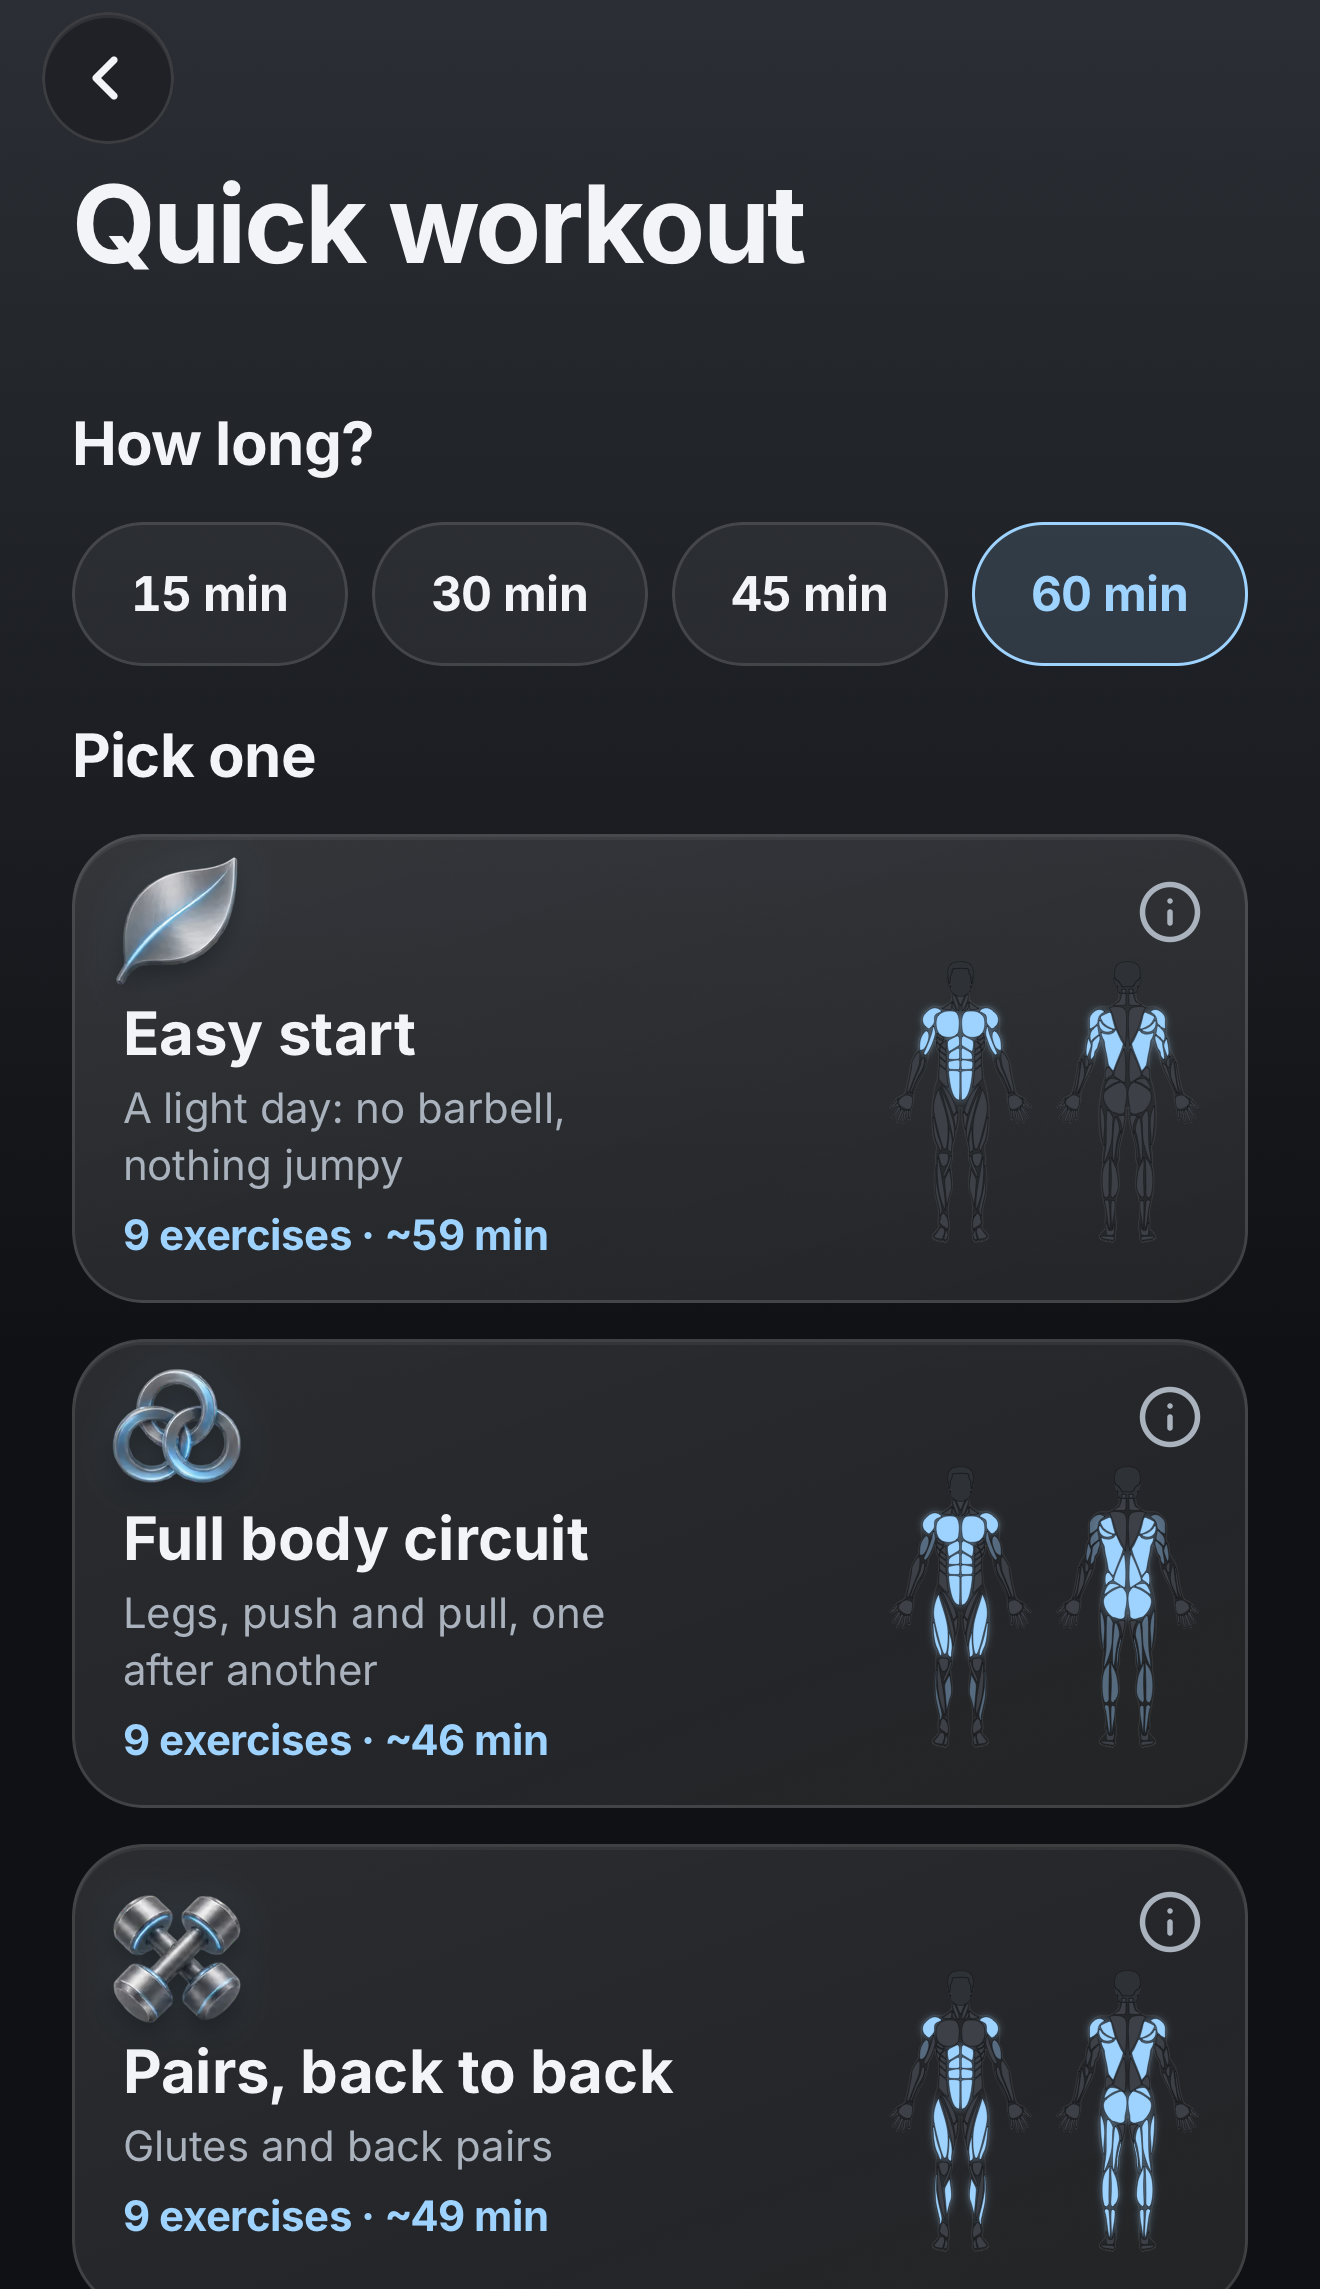 Quick workout
How long?
15 min 30 min 45 min 60 min
Pick one
Easy start
A light day: no barbell,
nothing jumpy
9 exercises · ~59 min
Full body circuit
Legs, push and pull, one
after another
9 exercises · ~46 min
Pairs, back to back
Glutes and back pairs
9 exercises · ~49 min